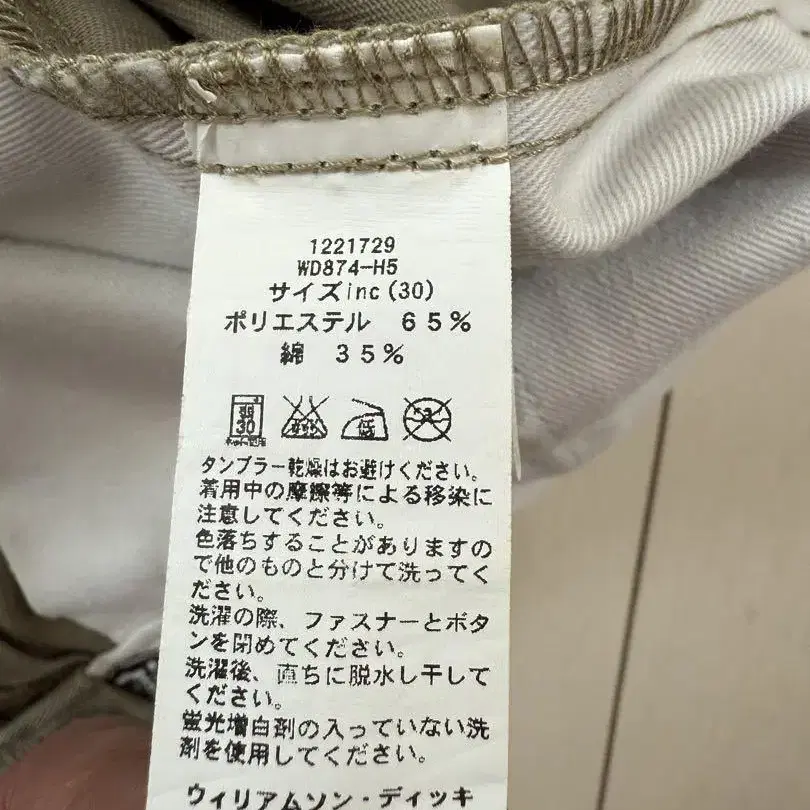 1221729
WD874-H5
サイズinc(30)
ポリエステル 65%
綿 35%
弱
30
低
タンブラー乾燥はお避けください。
着用中の摩擦等による移染に
注意してください。
色落ちすることがありますの
で他のものと分けて洗ってく
ださい。
洗濯の際、ファスナーとボタ
ンを閉めてください。
洗濯後、直ちに脱水し干して
ください。
蛍光増白剤の入っていない洗
剤を使用してください。
ウィリアムソン・ディッキ